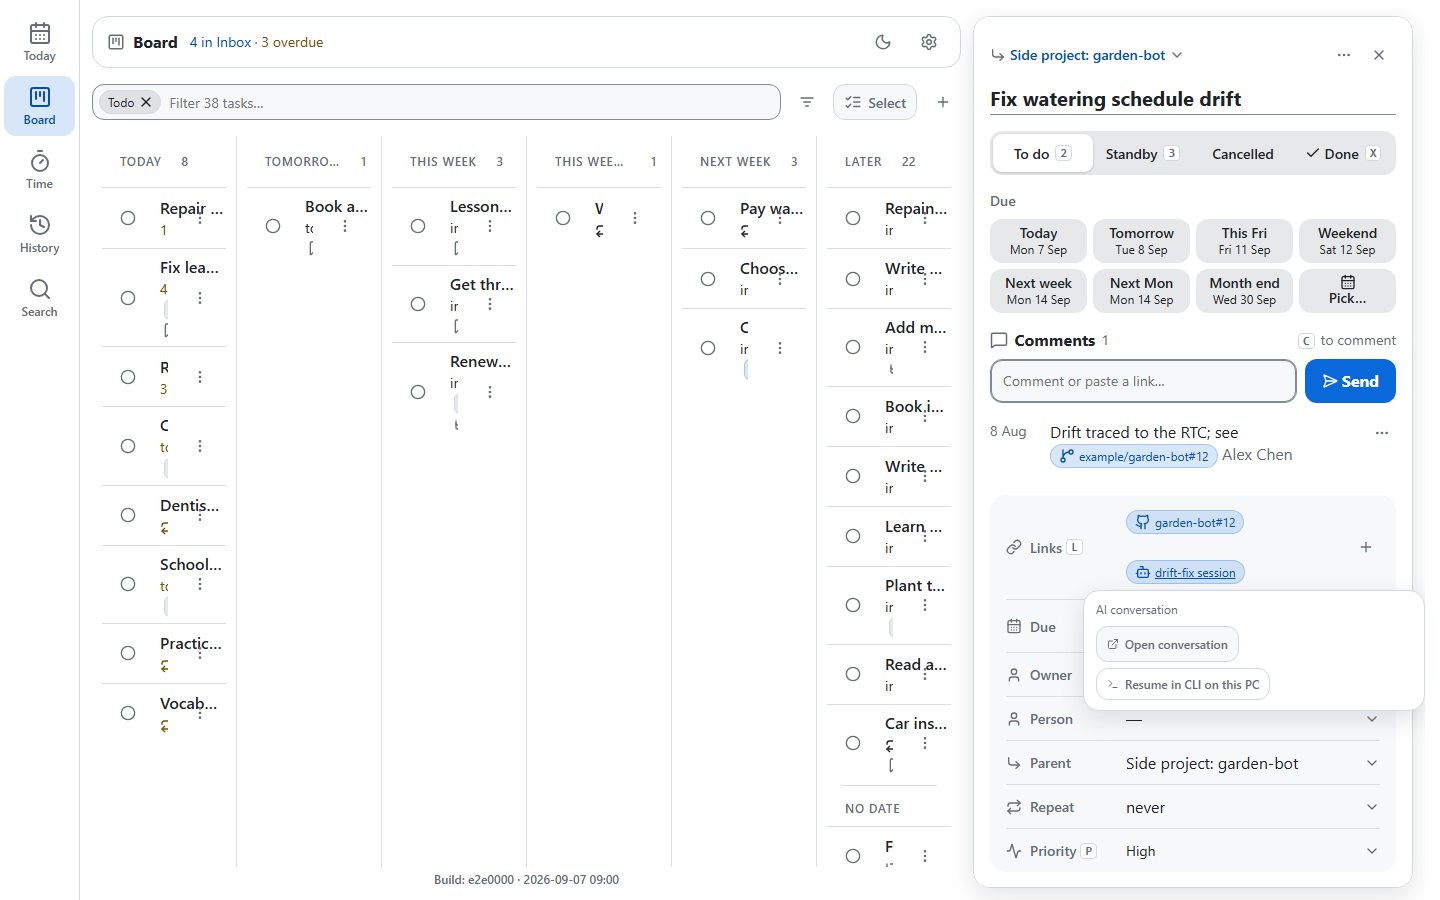 Today
Board
Time
History
Search
Board 4 in Inbox · 3 overdue
Todo Filter 38 tasks... Select
TODAY 8
Repair ...
1
Fix lea...
4
R
3
C
Dentis...
School...
Practic...
Vocab...
TOMORRO... 1
Book a...
THIS WEEK 3
Lesson...
Get thr...
Renew...
THIS WEE... 1
NEXT WEEK 3
Pay wa...
Choos...
C
LATER 22
Repain...
Write ...
Add m...
Book i...
Write ...
Learn ...
Plant t...
Read a...
Car ins...
NO DATE
F
Build: e2e0000 · 2026-09-07 09:00
Side project: garden-bot
Fix watering schedule drift
To do 2 Standby 3 Cancelled Done X
Due
Today Tomorrow This Fri Weekend
Mon 7 Sep Tue 8 Sep Fri 11 Sep Sat 12 Sep
Next week Next Mon Month end Pick...
Mon 14 Sep Mon 14 Sep Wed 30 Sep
Comments 1 C to comment
Comment or paste a link... Send
8 Aug Drift traced to the RTC; see
example/garden-bot#12 Alex Chen
garden-bot#12
Links L
drift-fix session
AI conversation
Open conversation
Resume in CLI on this PC
Due
Owner
Person —
Parent Side project: garden-bot
Repeat never
Priority P High